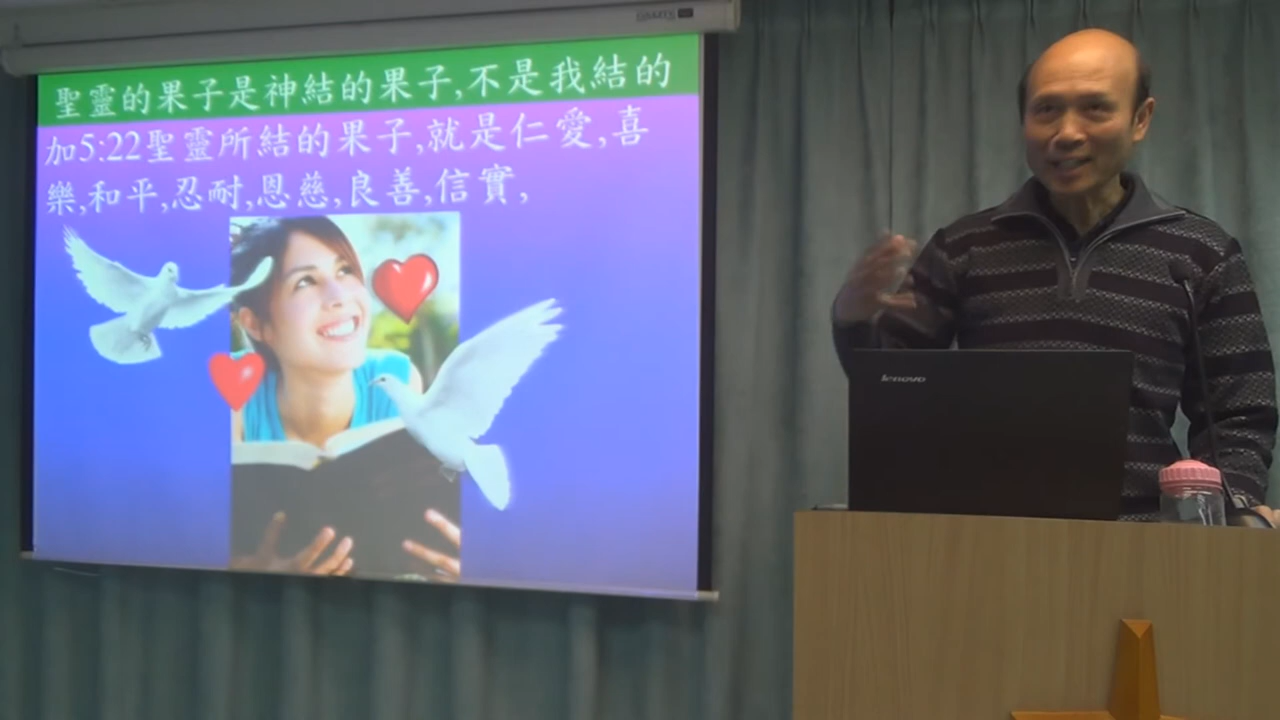 聖靈的果子是神結的果子,不是我結的
加5:22聖靈所結的果子,就是仁愛,喜
樂,和平,忍耐,恩慈,良善,信實,
lenovo